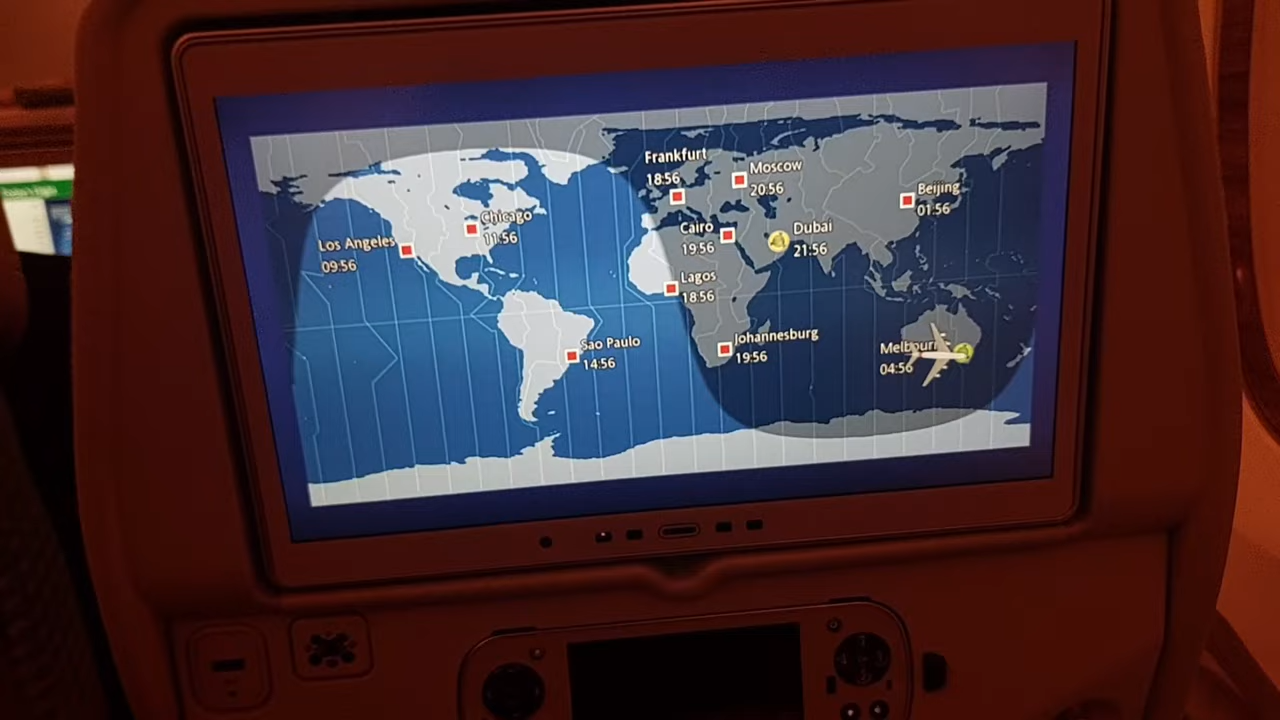 Frankfurt
18:56
Moscow
20:56
Beijing
01:56
Chicago
11:56
Cairo
19:56
Dubai
21:56
Los Angeles
09:56
Lagos
18:56
Sao Paulo
14:56
Johannesburg
19:56
Melbourn
04:56